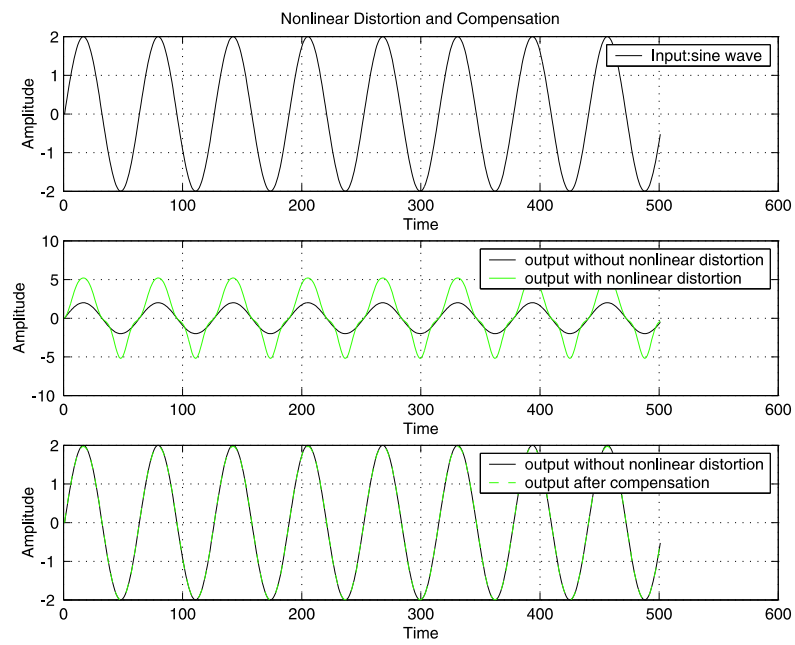 Nonlinear Distortion and Compensation
2
1
0
-1
-2
Amplitude
Input:sine wave
0 100 200 300 400 500 600
Time
10
5
0
-5
-10
Amplitude
output without nonlinear distortion
output with nonlinear distortion
0 100 200 300 400 500 600
Time
2
1
0
-1
-2
Amplitude
output without nonlinear distortion
output after compensation
0 100 200 300 400 500 600
Time